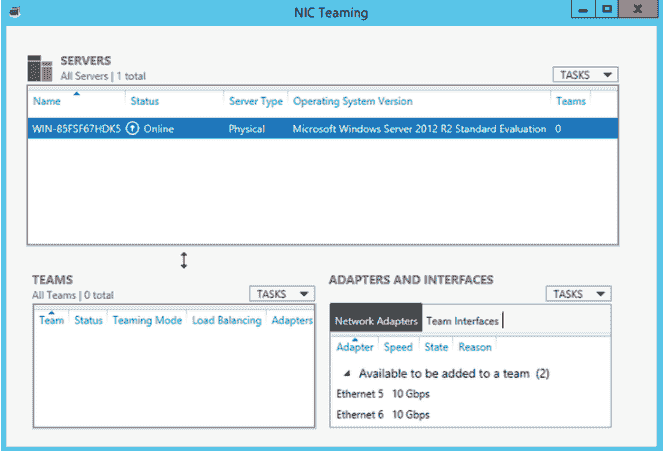 NIC Teaming
SERVERS
All Servers | 1 total
TASKS
Name Status Server Type Operating System Version Teams
WIN-85FSF67HDK5 Online Physical Microsoft Windows Server 2012 R2 Standard Evaluation 0
TEAMS
All Teams | 0 total
TASKS
Team Status Teaming Mode Load Balancing Adapters
ADAPTERS AND INTERFACES
TASKS
Network Adapters Team Interfaces
Adapter Speed State Reason
Available to be added to a team (2)
Ethernet 5 10 Gbps
Ethernet 6 10 Gbps